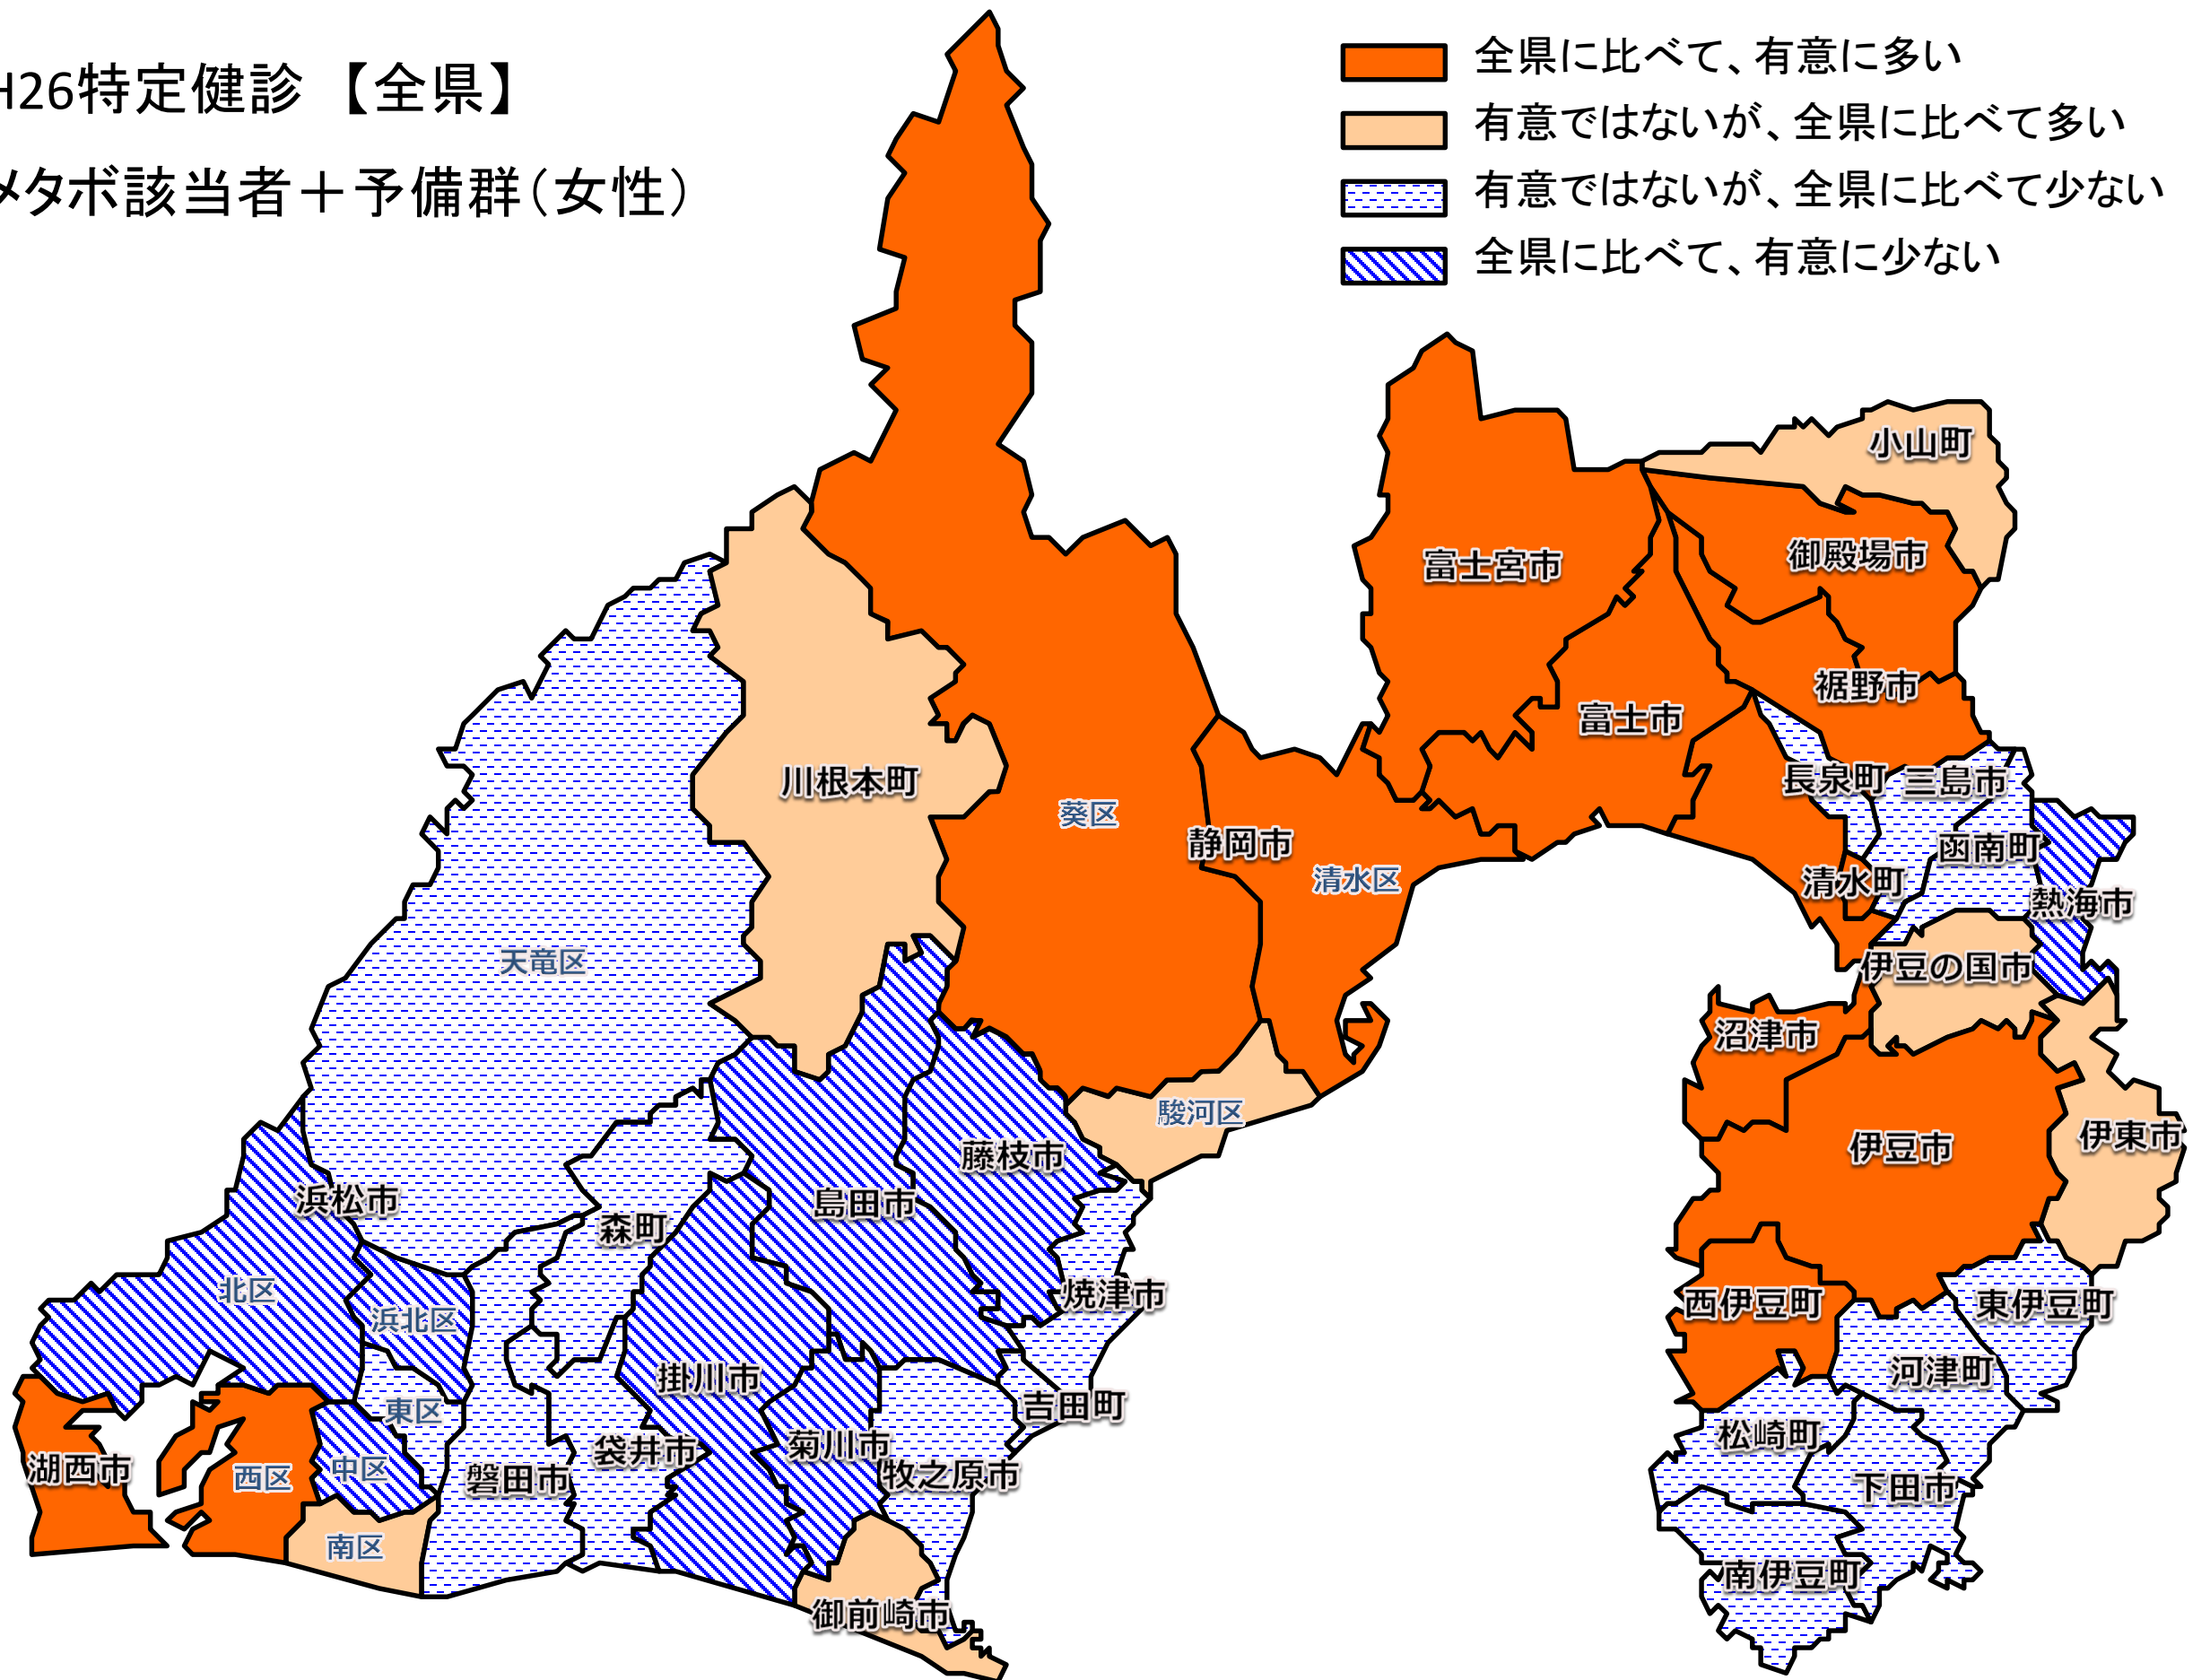 H26特定健診 【全県】
メタボ該当者＋予備群（女性）
全県に比べて、有意に多い
有意ではないが、全県に比べて多い
有意ではないが、全県に比べて少ない
全県に比べて、有意に少ない
小山町
御殿場市
富士宮市
裾野市
富士市
川根本町
長泉町
三島市
葵区
静岡市
函南町
清水区
清水町
熱海市
天竜区
伊豆の国市
沼津市
駿河区
伊東市
伊豆市
藤枝市
浜松市
島田市
森町
北区
焼津市
西伊豆町
東伊豆町
浜北区
掛川市
河津町
東区
吉田町
松崎町
菊川市
袋井市
湖西市
西区
中区
磐田市
牧之原市
下田市
南区
南伊豆町
御前崎市